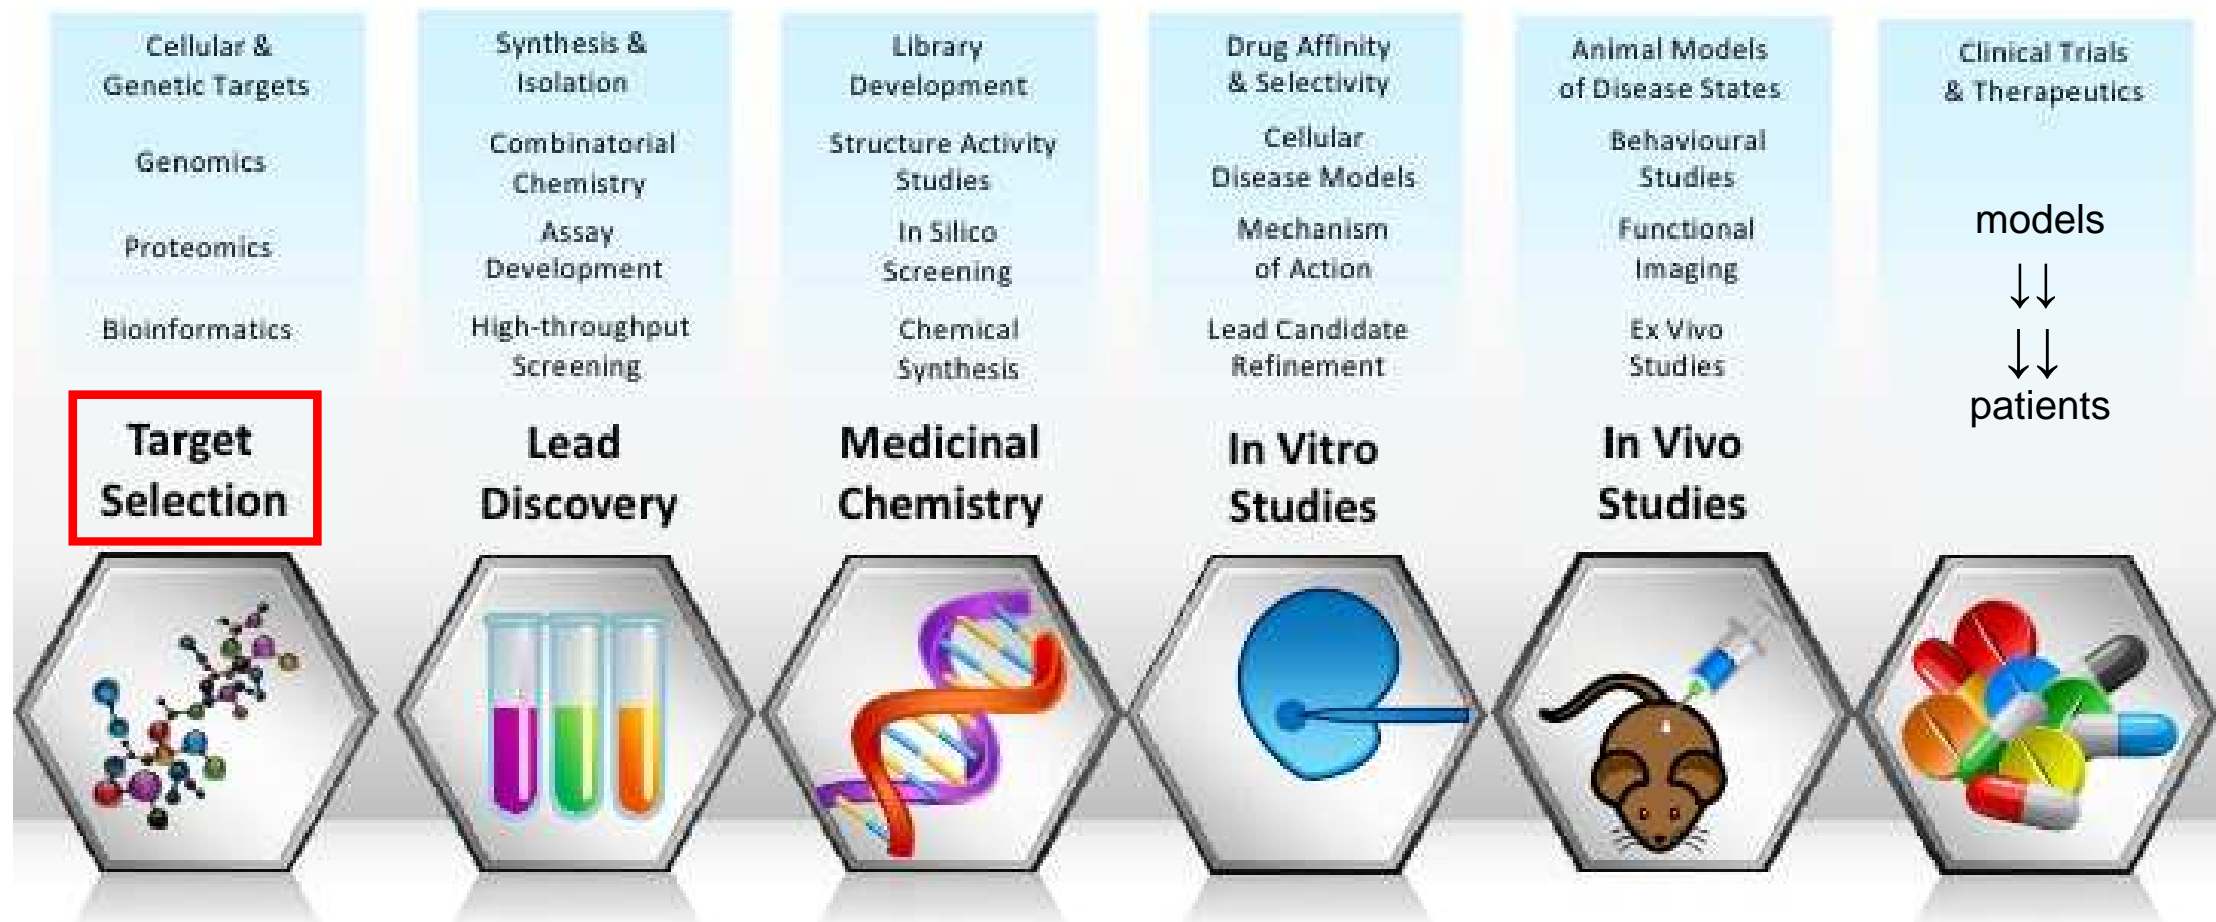 Cellular &
Genetic Targets
Genomics
Proteomics
Bioinformatics
Target
Selection
Synthesis &
Isolation
Combinatorial
Chemistry
Assay
Development
High-throughput
Screening
Lead
Discovery
Library
Development
Structure Activity
Studies
In Silico
Screening
Chemical
Synthesis
Medicinal
Chemistry
Drug Affinity
& Selectivity
Cellular
Disease Models
Mechanism
of Action
Lead Candidate
Refinement
In Vitro
Studies
Animal Models
of Disease States
Behavioural
Studies
Functional
Imaging
Ex Vivo
Studies
In Vivo
Studies
Clinical Trials
& Therapeutics
models
↓↓
↓↓
patients